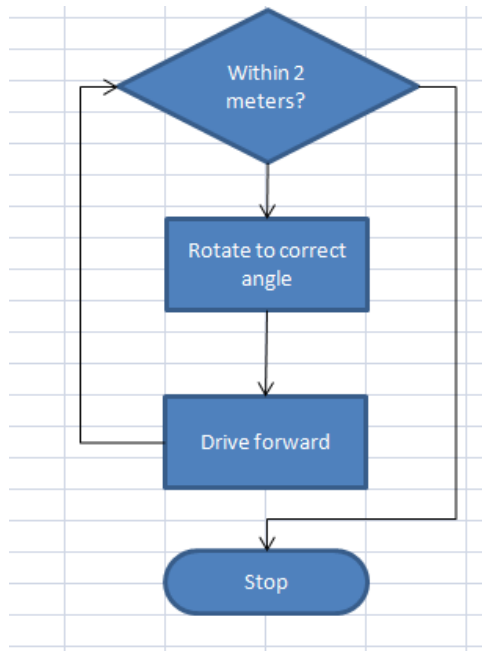 Within 2
meters?
Rotate to correct
angle
Drive forward
Stop